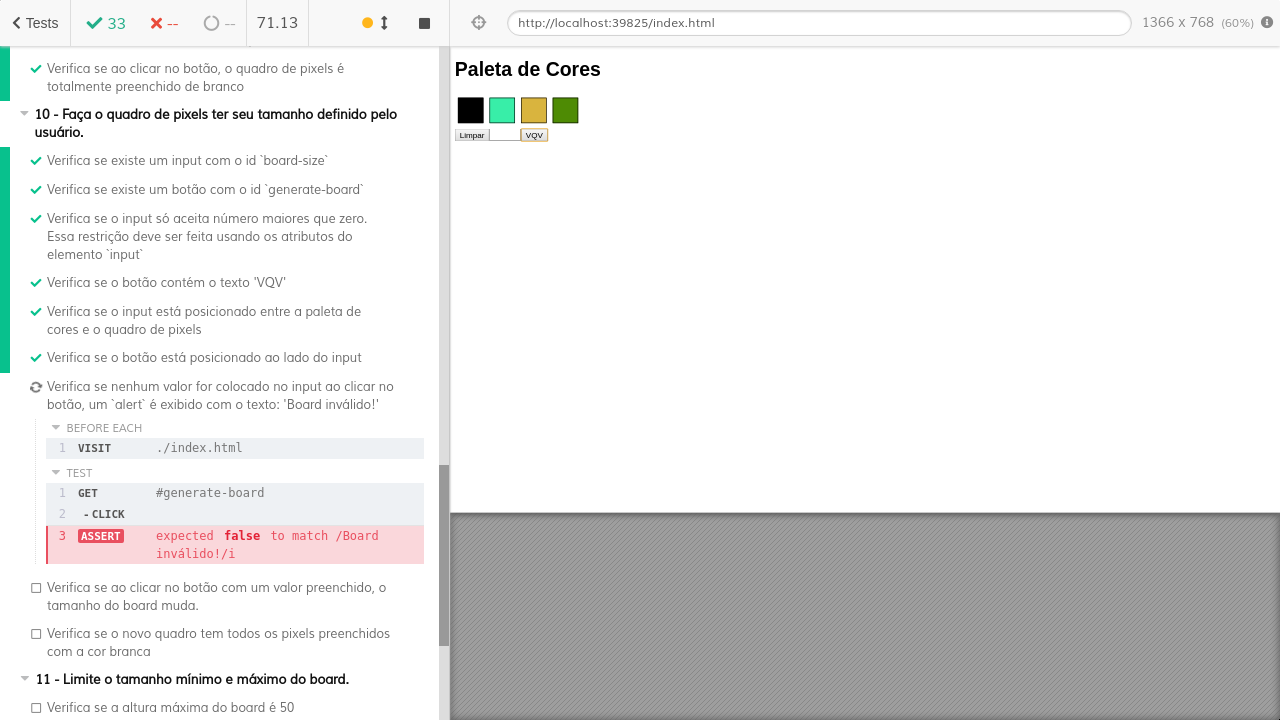 Tests 33 -- -- 71.13 http://localhost:39825/index.html 1366 x 768 (60%)
Verifica se ao clicar no botão, o quadro de pixels é
totalmente preenchido de branco
10 - Faça o quadro de pixels ter seu tamanho definido pelo
usuário.
Verifica se existe um input com o id `board-size`
Verifica se existe um botão com o id `generate-board`
Verifica se o input só aceita número maiores que zero.
Essa restrição deve ser feita usando os atributos do
elemento `input`
Verifica se o botão contém o texto 'VQV'
Verifica se o input está posicionado entre a paleta de
cores e o quadro de pixels
Verifica se o botão está posicionado ao lado do input
Verifica se nenhum valor for colocado no input ao clicar no
botão, um `alert` é exibido com o texto: 'Board inválido!'
BEFORE EACH
1 VISIT ./index.html
TEST
1 GET #generate-board
2 - CLICK
3 ASSERT expected false to match /Board
inválido!/i
Verifica se ao clicar no botão com um valor preenchido, o
tamanho do board muda.
Verifica se o novo quadro tem todos os pixels preenchidos
com a cor branca
11 - Limite o tamanho mínimo e máximo do board.
Verifica se a altura máxima do board é 50
Paleta de Cores
Limpar VQV